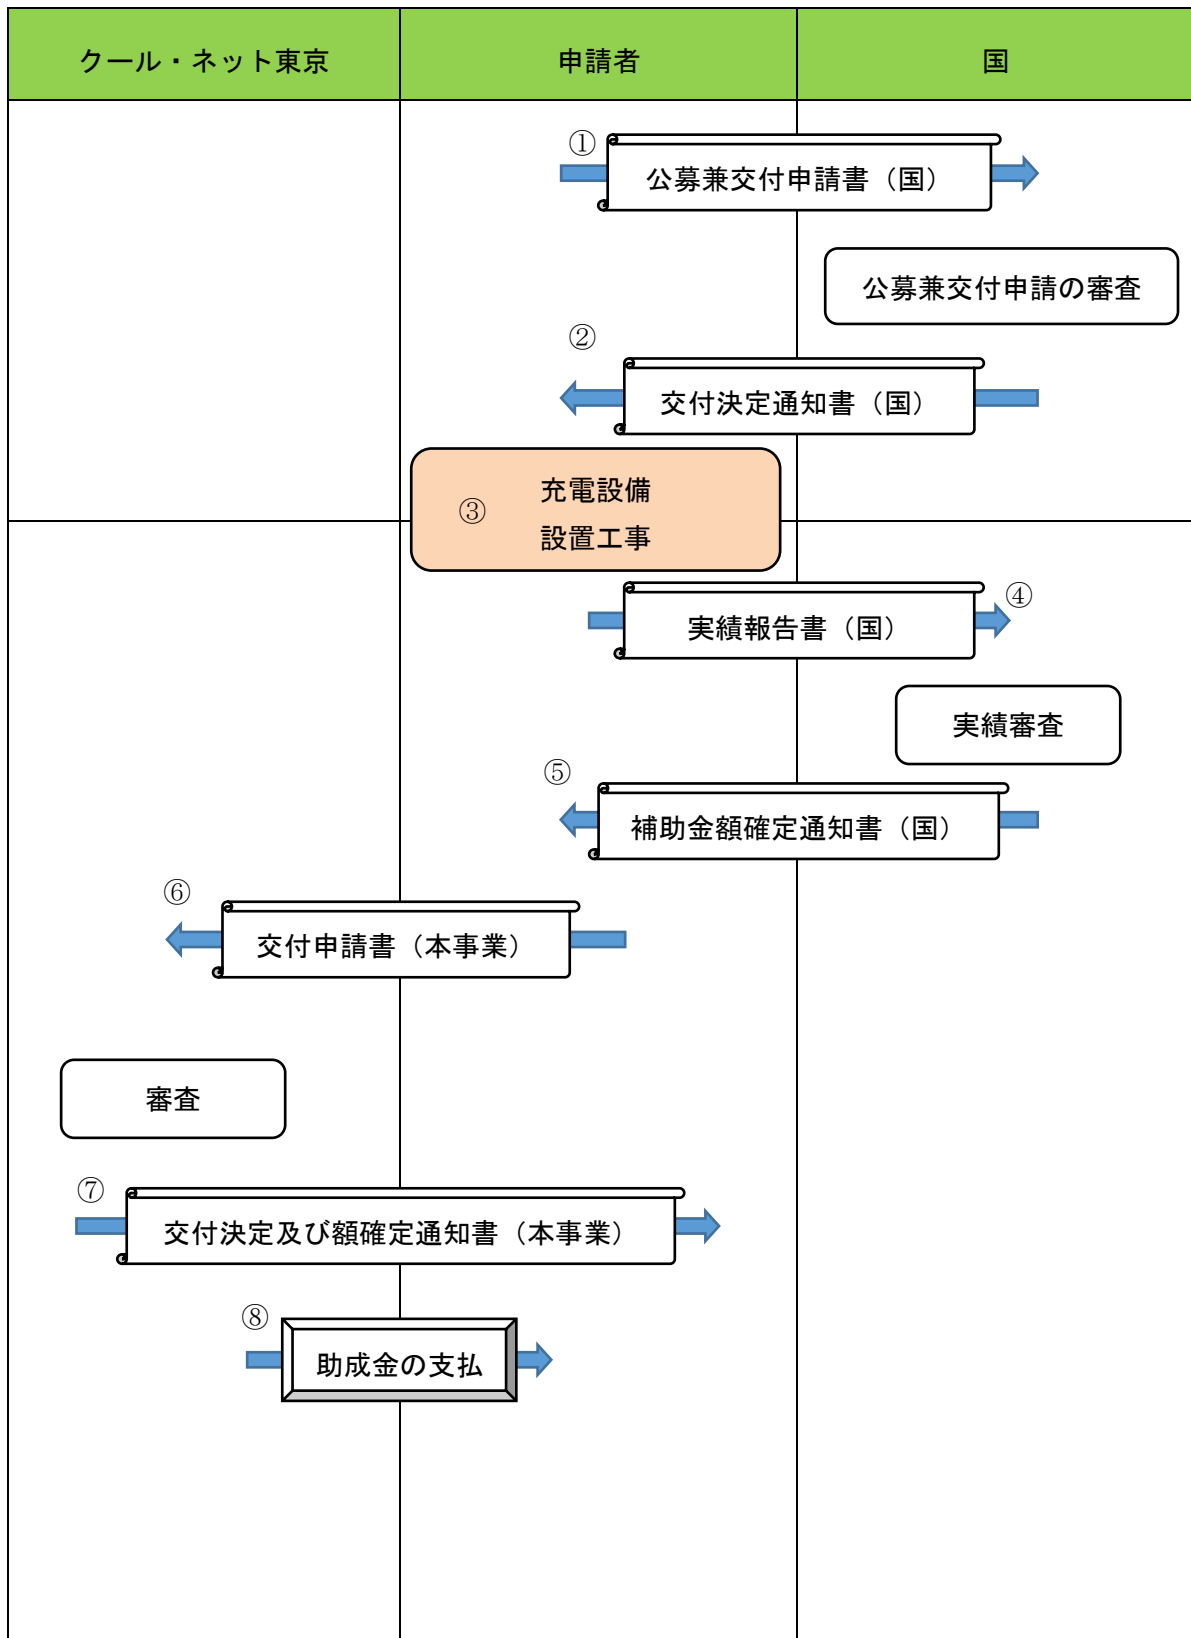 クール・ネット東京
申請者
国
①
公募兼交付申請書（国）
公募兼交付申請の審査
②
交付決定通知書（国）
③
充電設備
設置工事
④
実績報告書（国）
実績審査
⑤
補助金額確定通知書（国）
⑥
交付申請書（本事業）
審査
⑦
交付決定及び額確定通知書（本事業）
⑧
助成金の支払